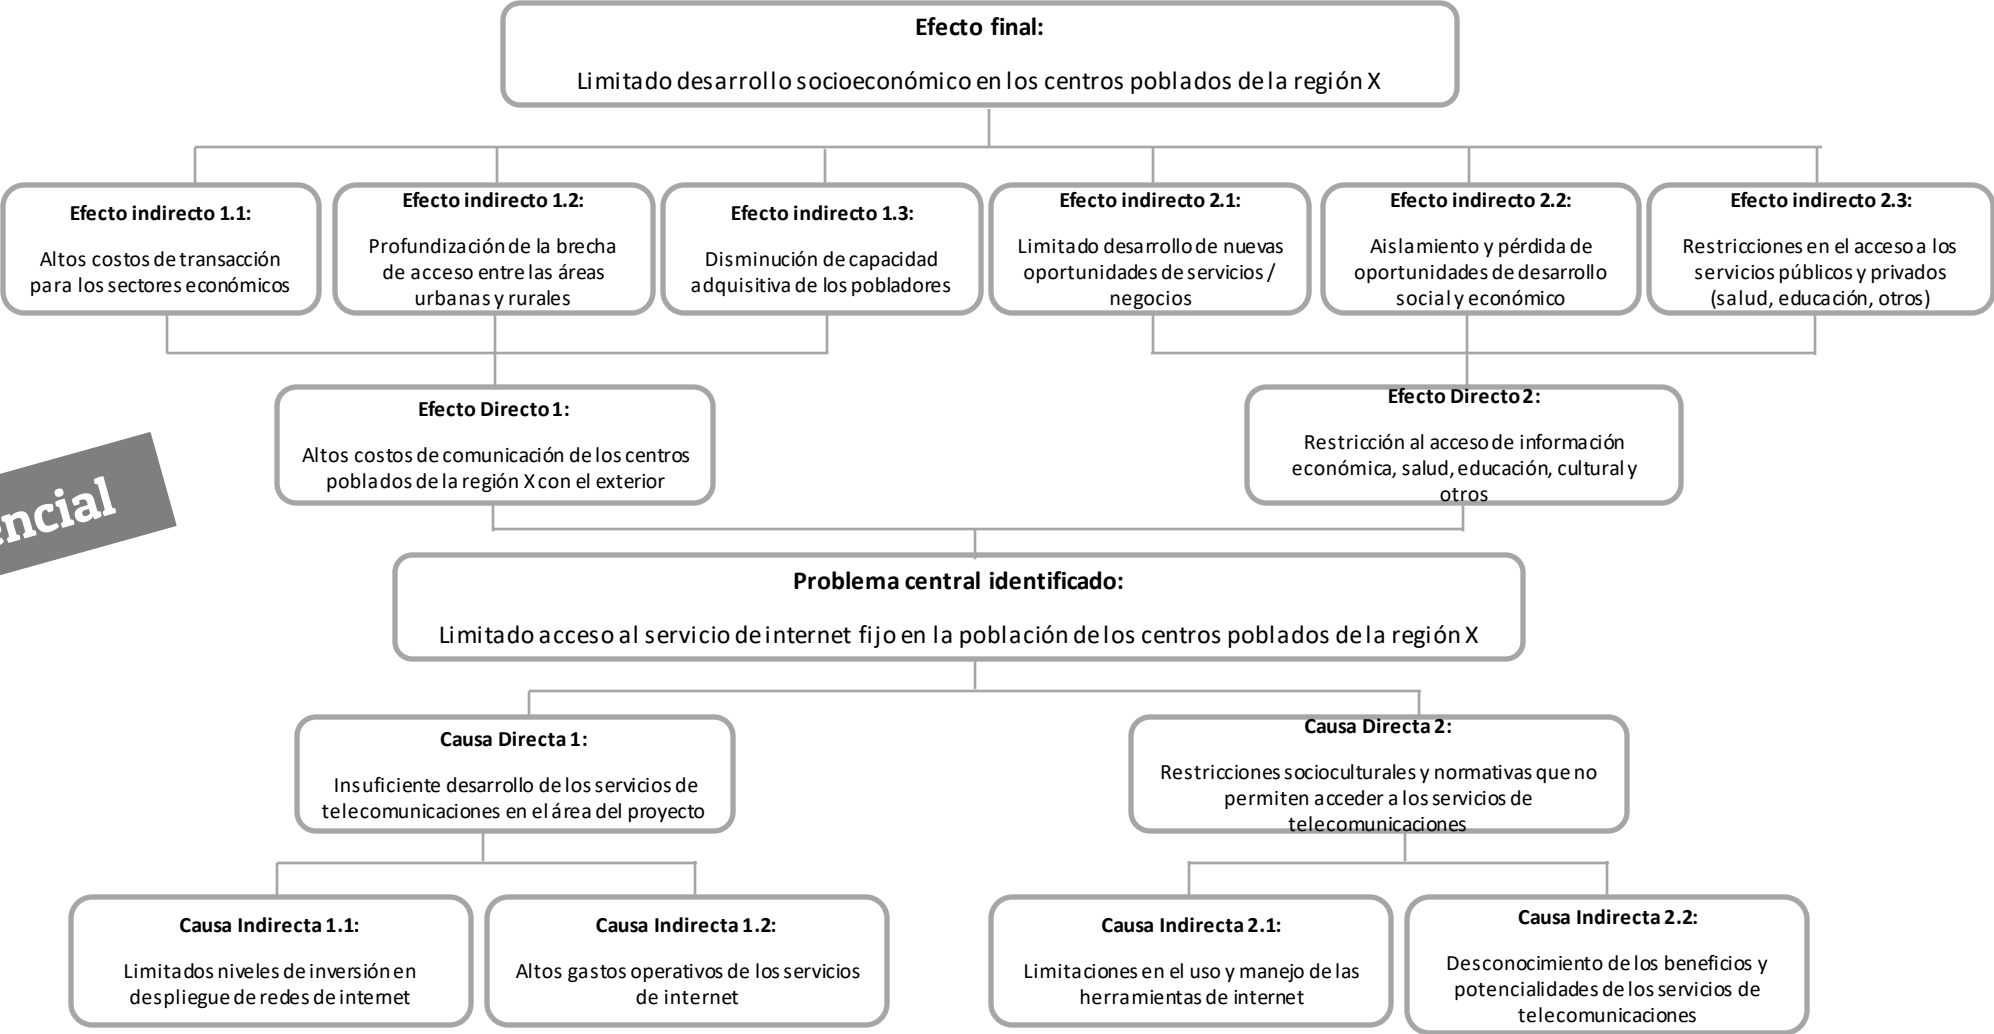 Efecto final:
Limitado desarrollo socioeconómico en los centros poblados de la región X
Efecto indirecto 1.1:
Altos costos de transacción
para los sectores económicos
Efecto indirecto 1.2:
Profundización de la brecha
de acceso entre las áreas
urbanas y rurales
Efecto indirecto 1.3:
Disminución de capacidad
adquisitiva de los pobladores
Efecto indirecto 2.1:
Limitado desarrollo de nuevas
oportunidades de servicios /
negocios
Efecto indirecto 2.2:
Aislamiento y pérdida de
oportunidades de desarrollo
social y económico
Efecto indirecto 2.3:
Restricciones en el acceso a los
servicios públicos y privados
(salud, educación, otros)
Efecto Directo 1:
Altos costos de comunicación de los centros
poblados de la región X con el exterior
Efecto Directo 2:
Restricción al acceso de información
económica, salud, educación, cultural y
otros
ncial
Problema central identificado:
Limitado acceso al servicio de internet fijo en la población de los centros poblados de la región X
Causa Directa 1:
Insuficiente desarrollo de los servicios de
telecomunicaciones en el área del proyecto
Causa Directa 2:
Restricciones socioculturales y normativas que no
permiten acceder a los servicios de
telecomunicaciones
Causa Indirecta 1.1:
Limitados niveles de inversión en
despliegue de redes de internet
Causa Indirecta 1.2:
Altos gastos operativos de los servicios
de internet
Causa Indirecta 2.1:
Limitaciones en el uso y manejo de las
herramientas de internet
Causa Indirecta 2.2:
Desconocimiento de los beneficios y
potencialidades de los servicios de
telecomunicaciones